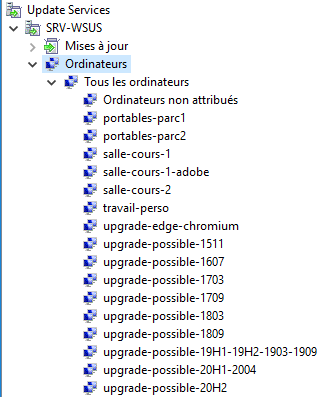 Update Services
SRV-WSUS
Mises à jour
Ordinateurs
Tous les ordinateurs
Ordinateurs non attribués
portables-parc1
portables-parc2
salle-cours-1
salle-cours-1-adobe
salle-cours-2
travail-perso
upgrade-edge-chromium
upgrade-possible-1511
upgrade-possible-1607
upgrade-possible-1703
upgrade-possible-1709
upgrade-possible-1803
upgrade-possible-1809
upgrade-possible-19H1-19H2-1903-1909
upgrade-possible-20H1-2004
upgrade-possible-20H2